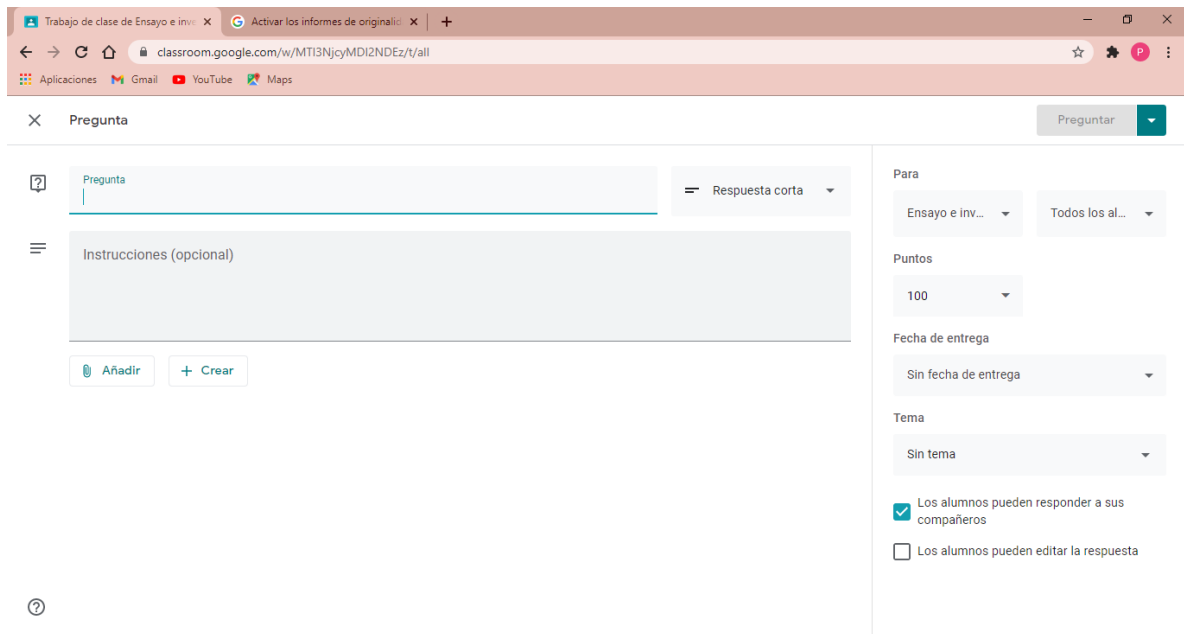 Trabajo de clase de Ensayo e inve
Activar los informes de originalid
classroom.google.com/w/MTI3NjcyMDI2NDEz/t/all
P
Aplicaciones Gmail YouTube Maps
Pregunta
Preguntar
Pregunta
Respuesta corta
Instrucciones (opcional)
Añadir
Crear
Para
Ensayo e inv...
Todos los al...
Puntos
100
Fecha de entrega
Sin fecha de entrega
Tema
Sin tema
Los alumnos pueden responder a sus
compañeros
Los alumnos pueden editar la respuesta